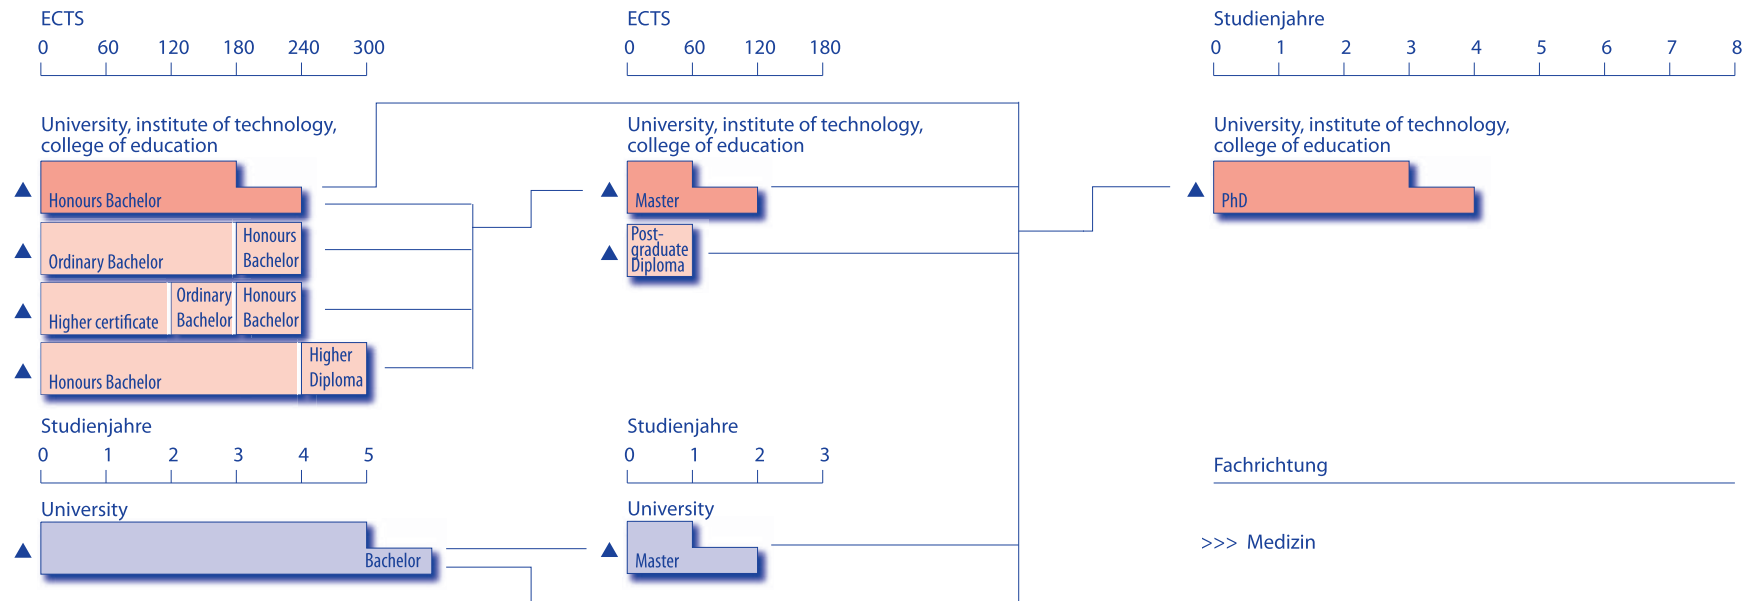 ECTS
0 60 120 180 240 300
University, institute of technology,
college of education
Honours Bachelor
Ordinary Bachelor
Honours
Bachelor
Higher certificate
Ordinary
Bachelor
Honours
Bachelor
Honours Bachelor
Higher
Diploma
Studienjahre
0 1 2 3 4 5
University
Bachelor
ECTS
0 60 120 180
University, institute of technology,
college of education
Master
Post-
graduate
Diploma
Studienjahre
0 1 2 3
University
Master
Studienjahre
0 1 2 3 4 5 6 7 8
University, institute of technology,
college of education
PhD
Fachrichtung
>>> Medizin